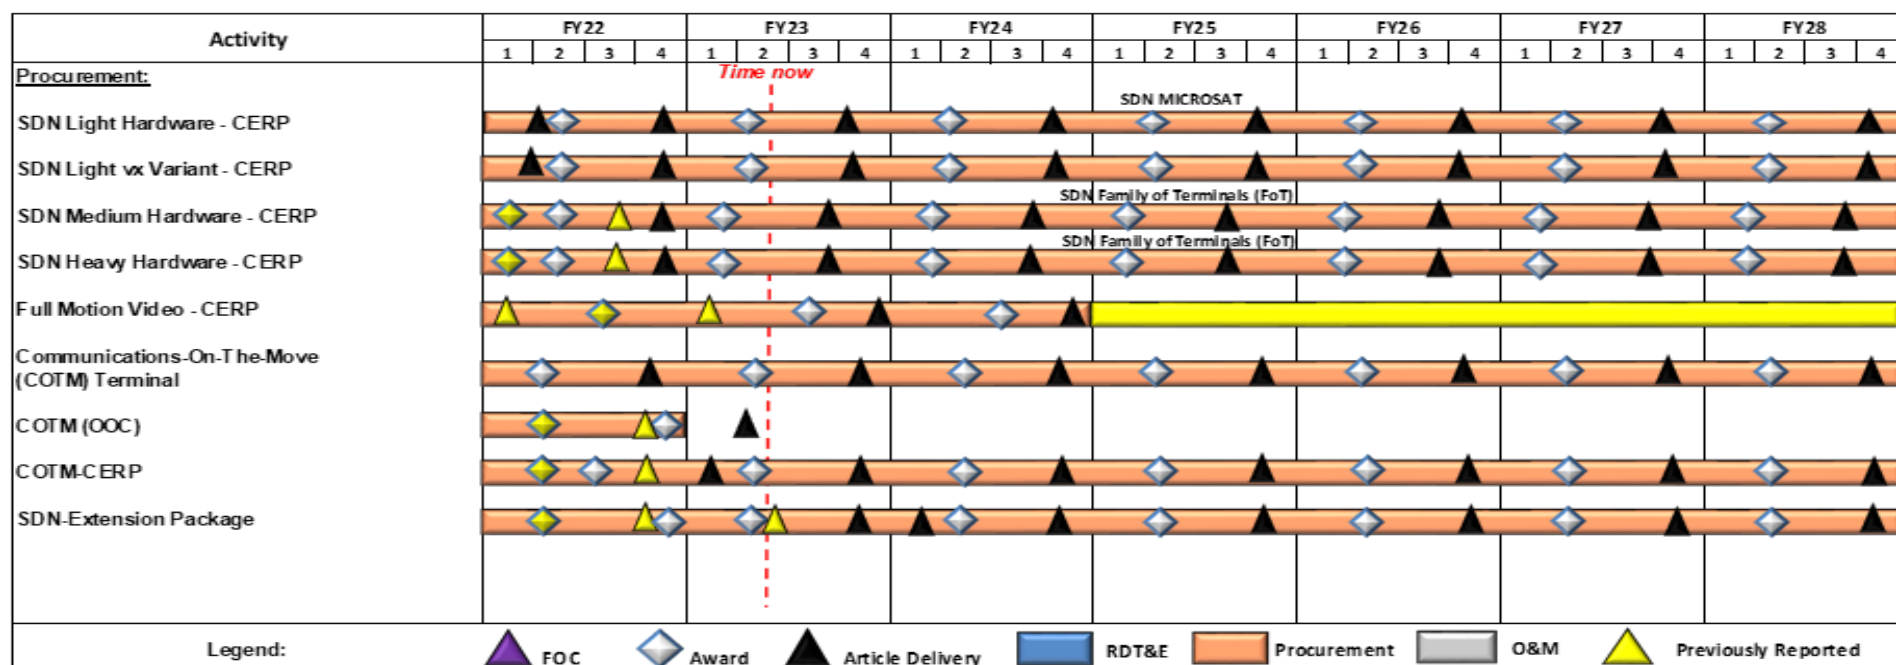 Activity FY22 FY23 FY24 FY25 FY26 FY27 FY28
1 2 3 4 1 2 3 4 1 2 3 4 1 2 3 4 1 2 3 4 1 2 3 4 1 2 3 4
Procurement:
Time now
SDN MICROSAT
SDN Light Hardware - CERP
SDN Light vx Variant - CERP
SDN Family of Terminals (FoT)
SDN Medium Hardware - CERP
SDN Family of Terminals (FoT)
SDN Heavy Hardware - CERP
Full Motion Video - CERP
Communications-On-The-Move
(COTM) Terminal
COTM (OOC)
COTM-CERP
SDN-Extension Package
Legend: FOC Award Article Delivery RDT&E Procurement O&M Previously Reported